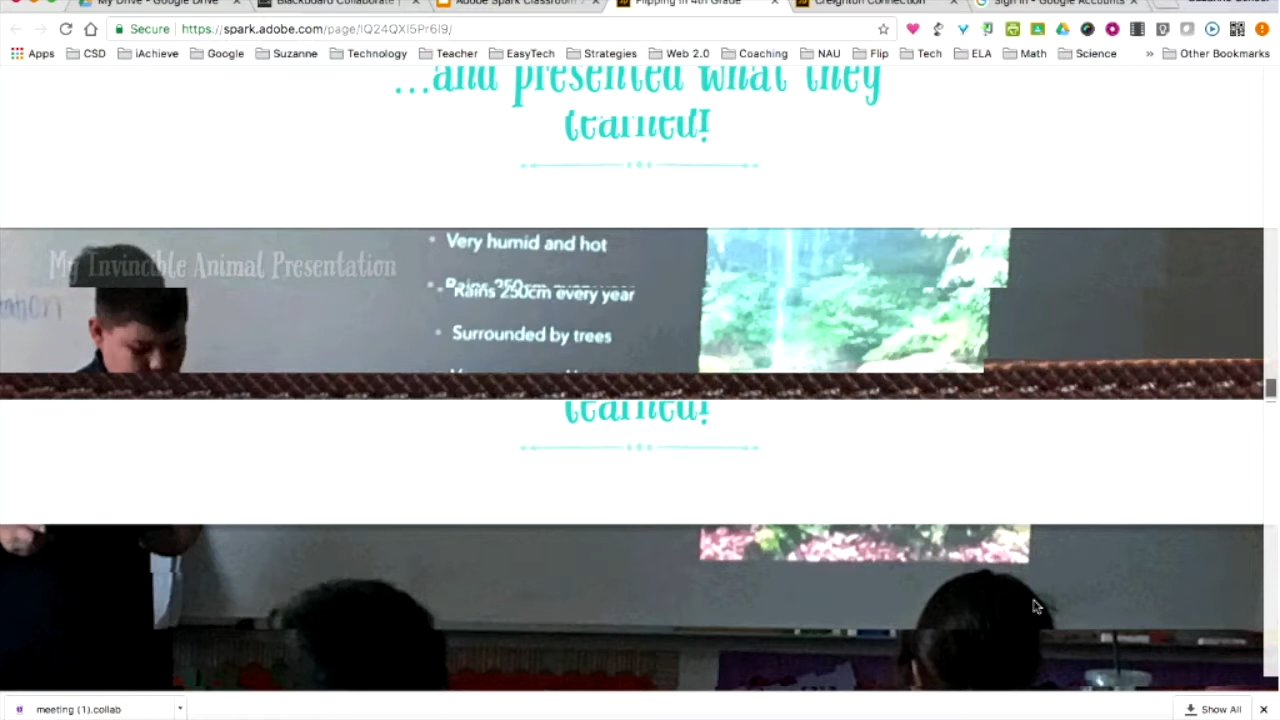 My Drive - Google Drive
Blackboard Collaborate
Adobe Spark Classroom
Flipping in 4th Grade
Creighton Connection
Sign in - Google Accounts
Secure
https://spark.adobe.com/page/IQ24QXI5Pr6I9/
Apps CSD iAchieve Google Suzanne Technology Teacher EasyTech Strategies Web 2.0 Coaching NAU Flip Tech ELA Math Science » Other Bookmarks
...and presented what they
learned!
My Invincible Animal Presentation
• Very humid and hot
• Rains 250cm every year
• Surrounded by trees
learned!
meeting (1).collab
Show All